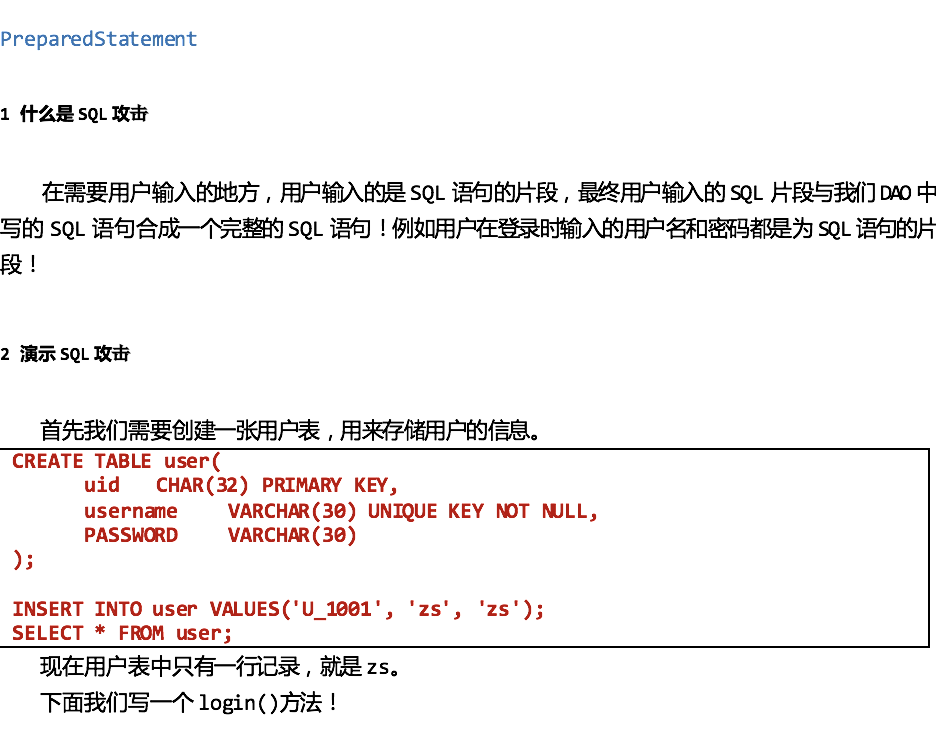 PreparedStatement
1 什么是 SQL 攻击
在需要用户输入的地方，用户输入的是 SQL 语句的片段，最终用户输入的 SQL 片段与我们 DAO 中
写的 SQL 语句合成一个完整的 SQL 语句！例如用户在登录时输入的用户名和密码都是为 SQL 语句的片
段！
2 演示 SQL 攻击
首先我们需要创建一张用户表，用来存储用户的信息。
CREATE TABLE user(
uid CHAR(32) PRIMARY KEY,
username VARCHAR(30) UNIQUE KEY NOT NULL,
PASSWORD VARCHAR(30)
);
INSERT INTO user VALUES('U_1001', 'zs', 'zs');
SELECT * FROM user;
现在用户表中只有一行记录，就是 zs。
下面我们写一个 login()方法！